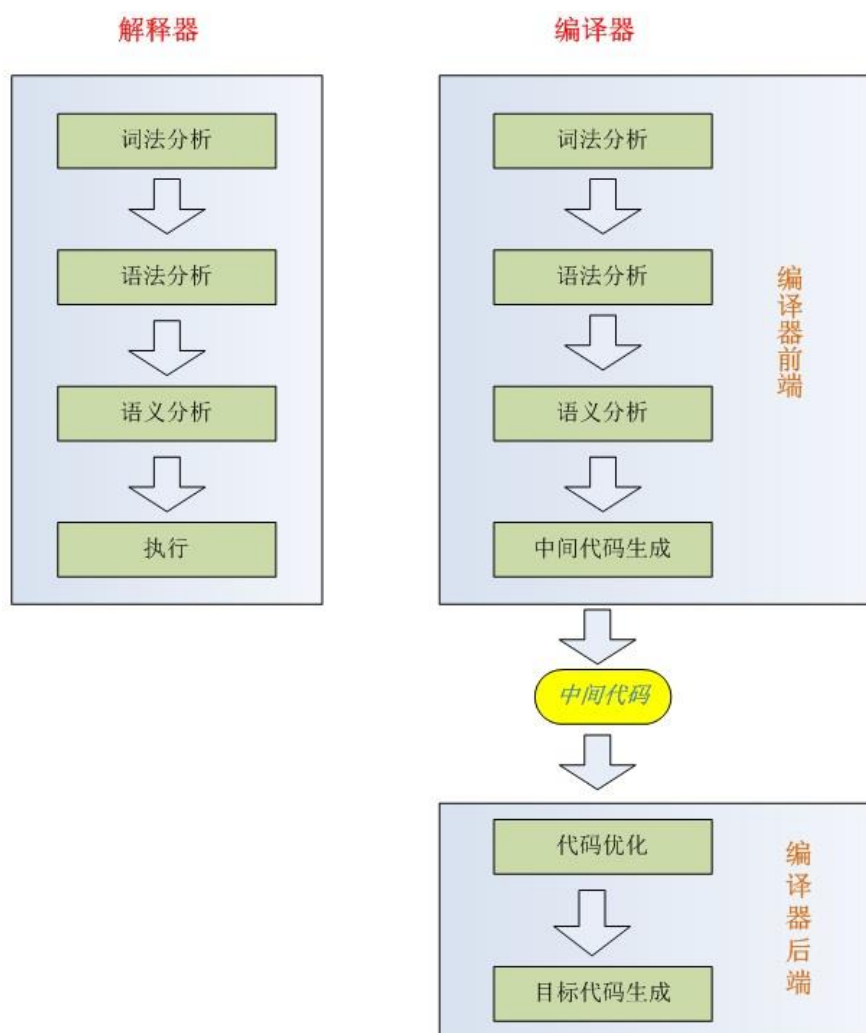 解释器
词法分析
语法分析
语义分析
执行
编译器
词法分析
语法分析
语义分析
中间代码生成
编译器前端
中间代码
代码优化
目标代码生成
编译器后端